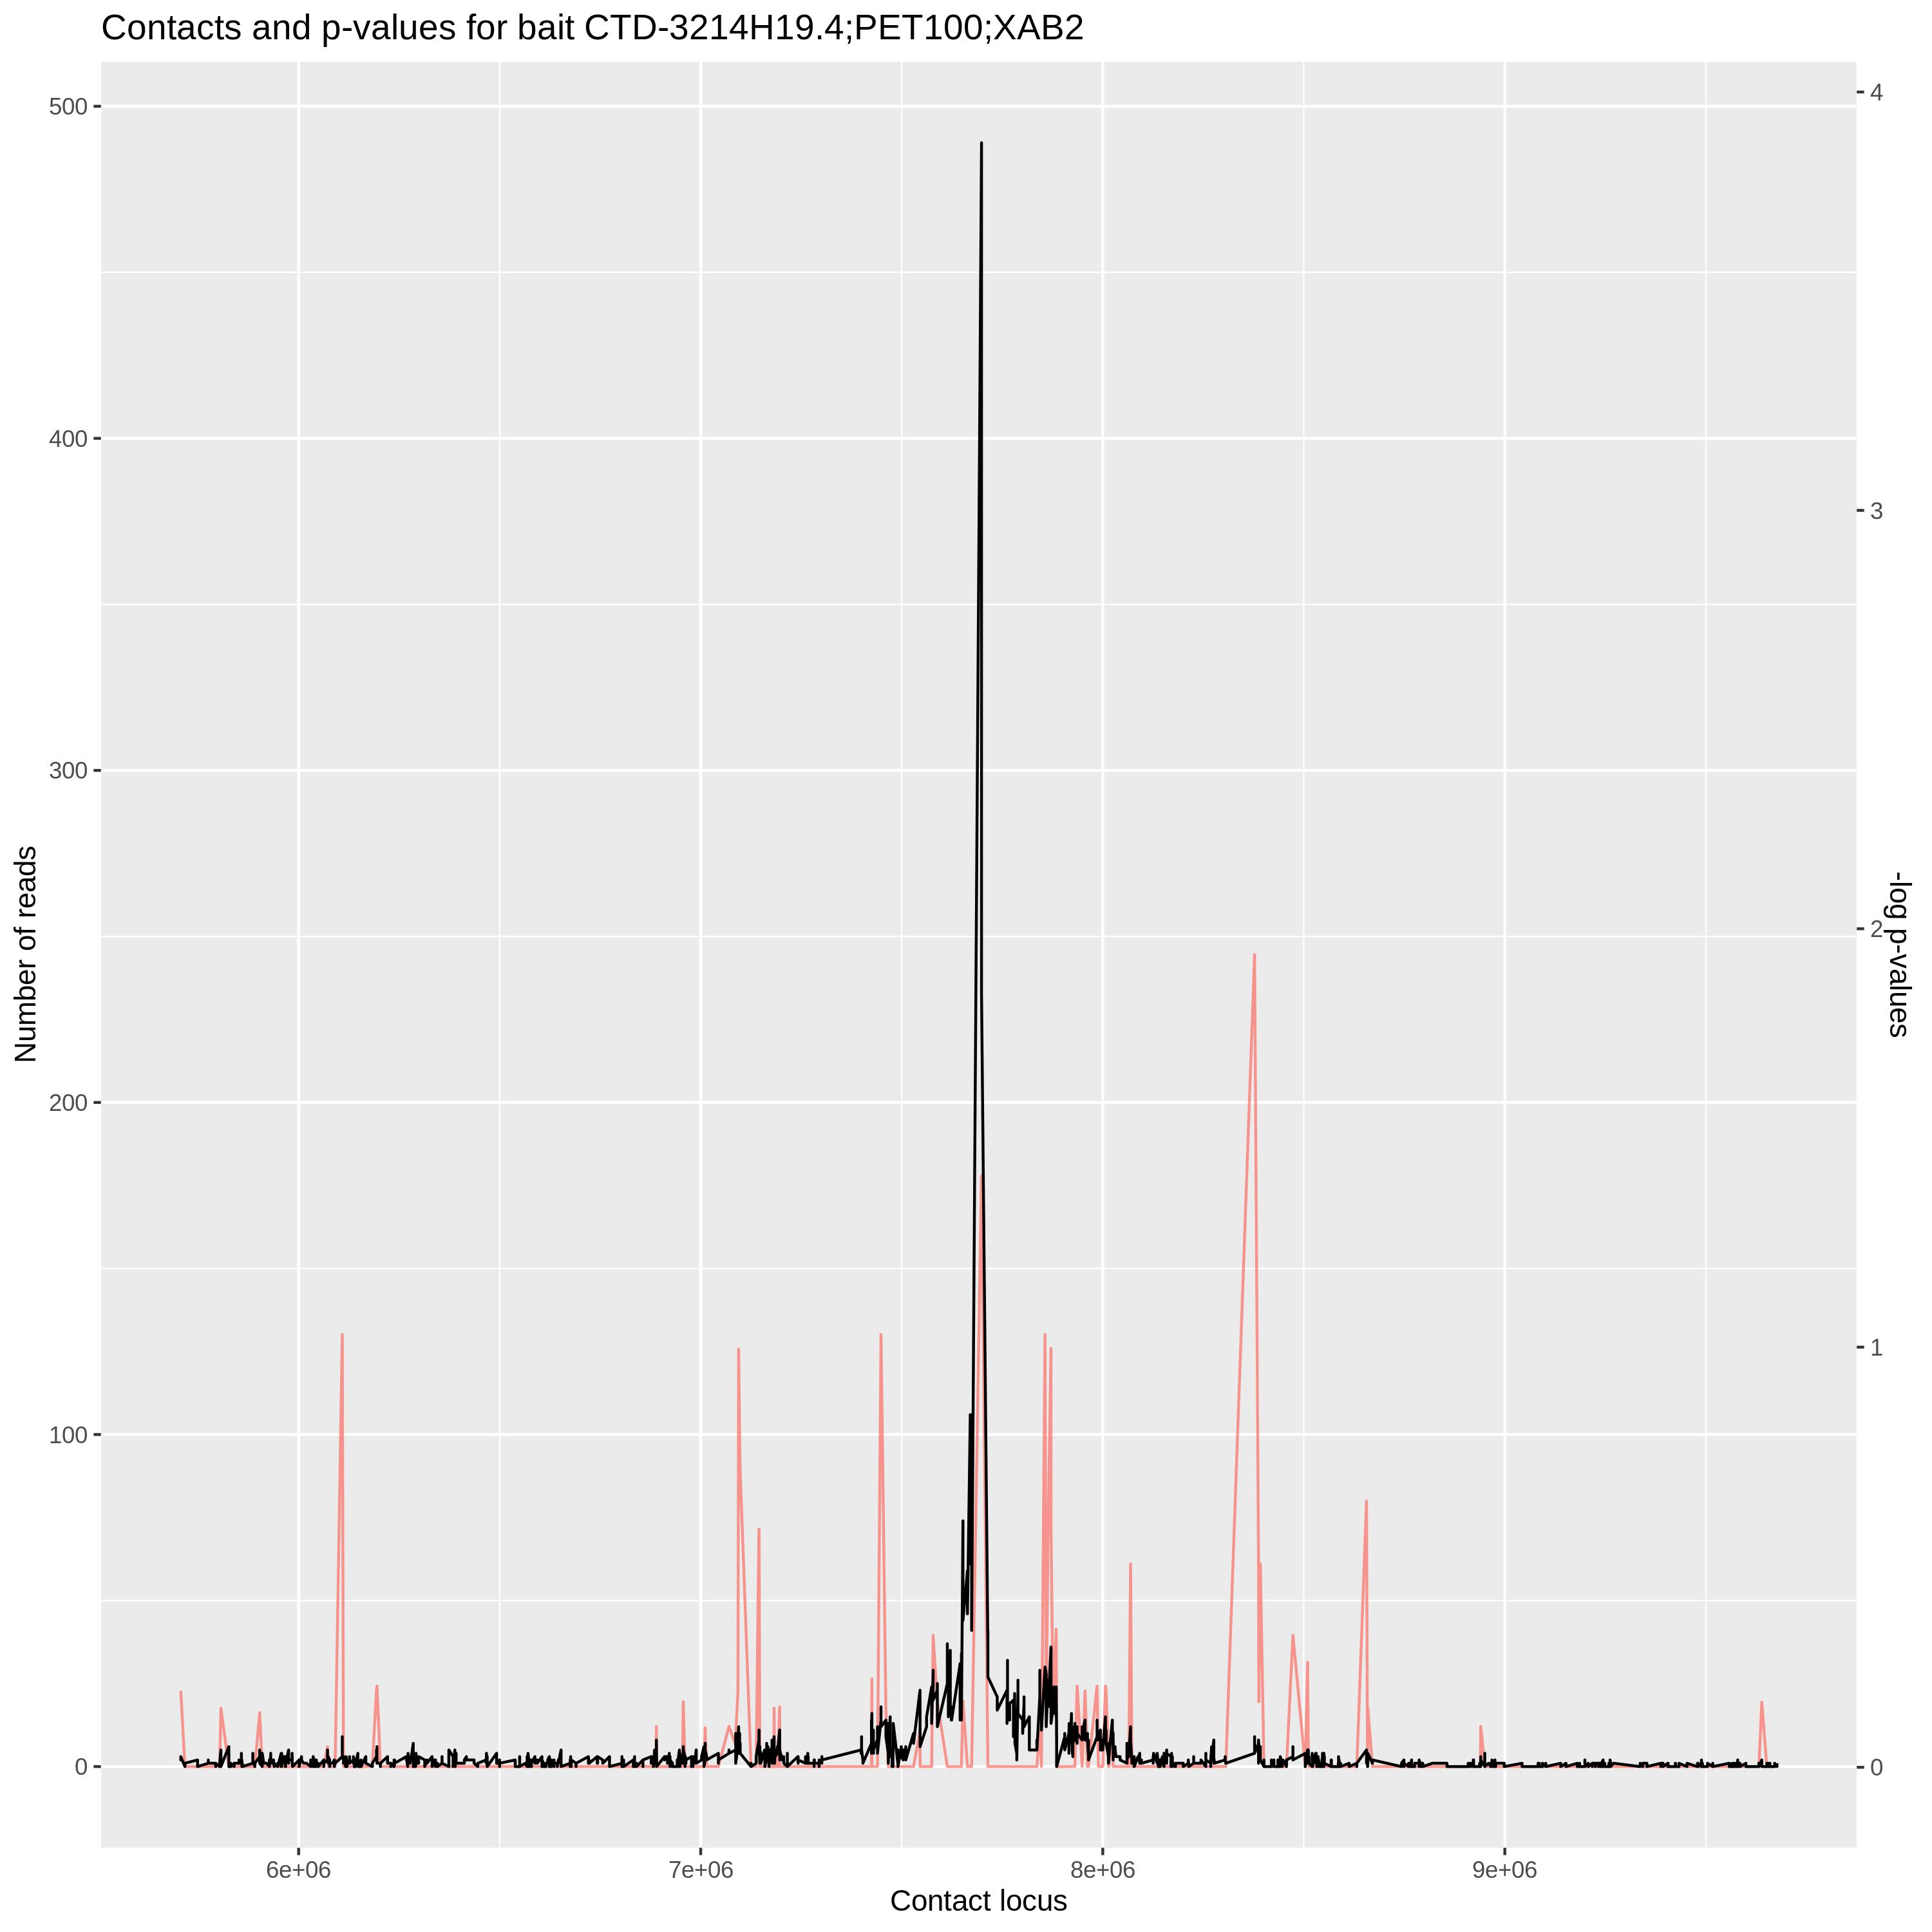 Contacts and p-values for bait CTD-3214H19.4;PET100;XAB2
500
400
300
200
100
0
Number of reads
4
3
2
1
0
-log p-values
6e+06 7e+06 8e+06 9e+06
Contact locus